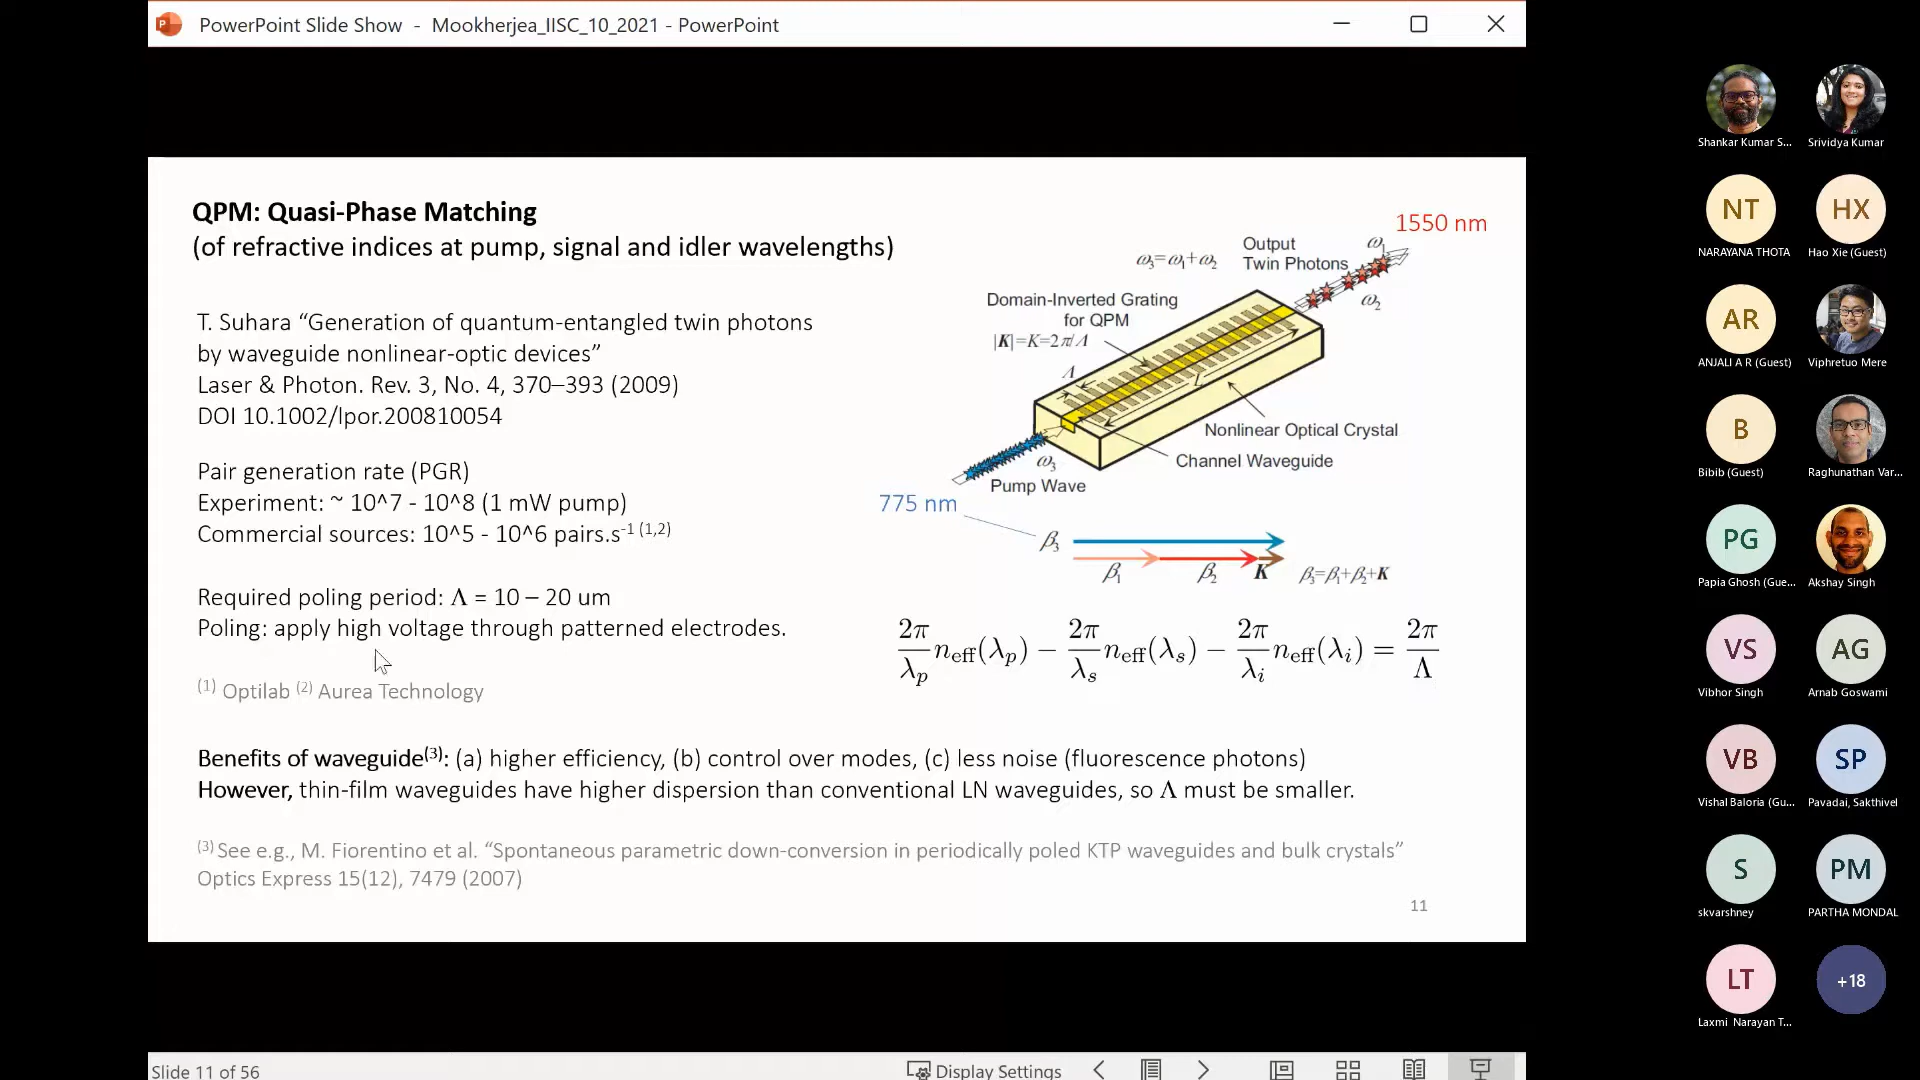 PowerPoint Slide Show - Mookherjea_IISC_10_2021 - PowerPoint
QPM: Quasi-Phase Matching
(of refractive indices at pump, signal and idler wavelengths)
T. Suhara “Generation of quantum-entangled twin photons
by waveguide nonlinear-optic devices”
Laser & Photon. Rev. 3, No. 4, 370–393 (2009)
DOI 10.1002/lpor.200810054
Pair generation rate (PGR)
Experiment: ~ 10^7 - 10^8 (1 mW pump)
Commercial sources: 10^5 - 10^6 pairs.s⁻¹ ⁽¹,²⁾
Required poling period: Λ = 10 – 20 um
Poling: apply high voltage through patterned electrodes.
(1) Optilab (2) Aurea Technology
1550 nm
ω₃=ω₁+ω₂
Output
Twin Photons
ω₁
ω₂
Domain-Inverted Grating
for QPM
|K|=K=2π/Λ
Λ
L
Nonlinear Optical Crystal
Channel Waveguide
ω₃
Pump Wave
775 nm
β₃
β₁
β₂
K
β₃=β₁+β₂+K
2π/λp neff(λp) − 2π/λs neff(λs) − 2π/λi neff(λi) = 2π/Λ
Benefits of waveguide(3): (a) higher efficiency, (b) control over modes, (c) less noise (fluorescence photons)
However, thin-film waveguides have higher dispersion than conventional LN waveguides, so Λ must be smaller.
(3) See e.g., M. Fiorentino et al. “Spontaneous parametric down-conversion in periodically poled KTP waveguides and bulk crystals”
Optics Express 15(12), 7479 (2007)
11
Slide 11 of 56
Display Settings
Shankar Kumar S...
Srividya Kumar
NT
NARAYANA THOTA
HX
Hao Xie (Guest)
AR
ANJALI A R (Guest)
Viphretuo Mere
B
Bibib (Guest)
Raghunathan Var...
PG
Papia Ghosh (Gue...
Akshay Singh
VS
Vibhor Singh
AG
Arnab Goswami
VB
Vishal Baloria (Gu...
SP
Pavadai, Sakthivel
S
skvarshney
PM
PARTHA MONDAL
LT
Laxmi Narayan T...
+18